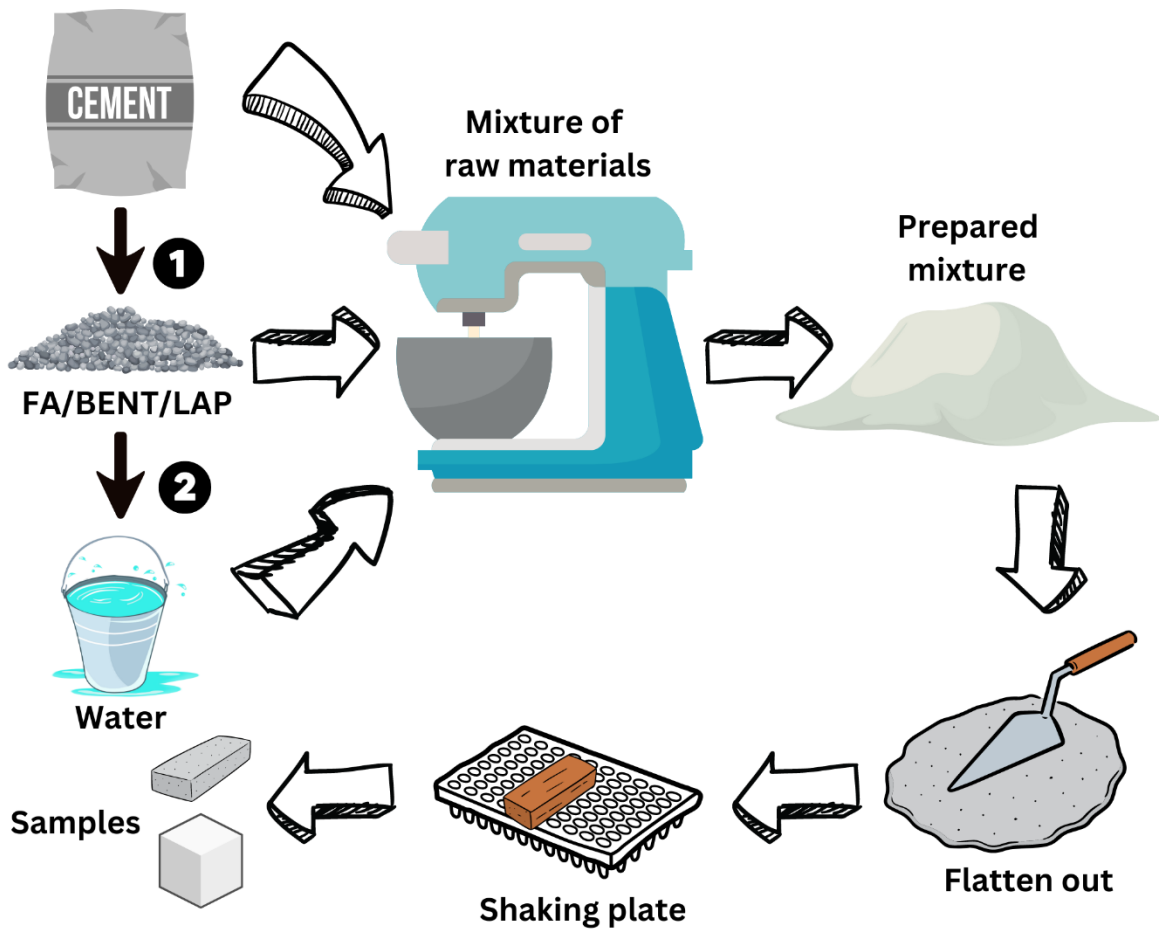 CEMENT
1
FA/BENT/LAP
2
Water
Mixture of
raw materials
Prepared
mixture
Flatten out
Shaking plate
Samples